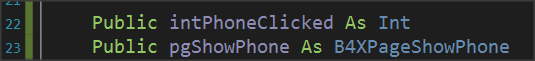 22 Public intPhoneClicked As Int
23 Public pgShowPhone As B4XPageShowPhone